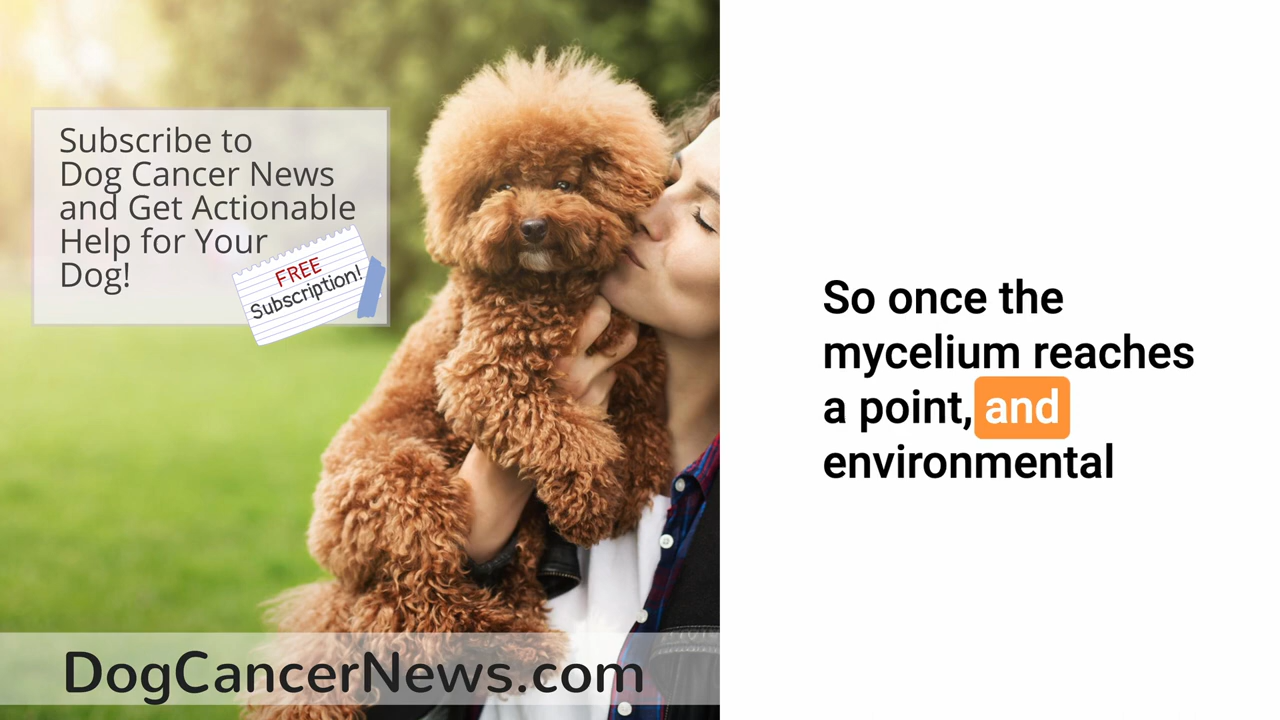 Subscribe to
Dog Cancer News
and Get Actionable
Help for Your
Dog!
FREE
Subscription!
DogCancerNews.com
So once the
mycelium reaches
a point, and
environmental